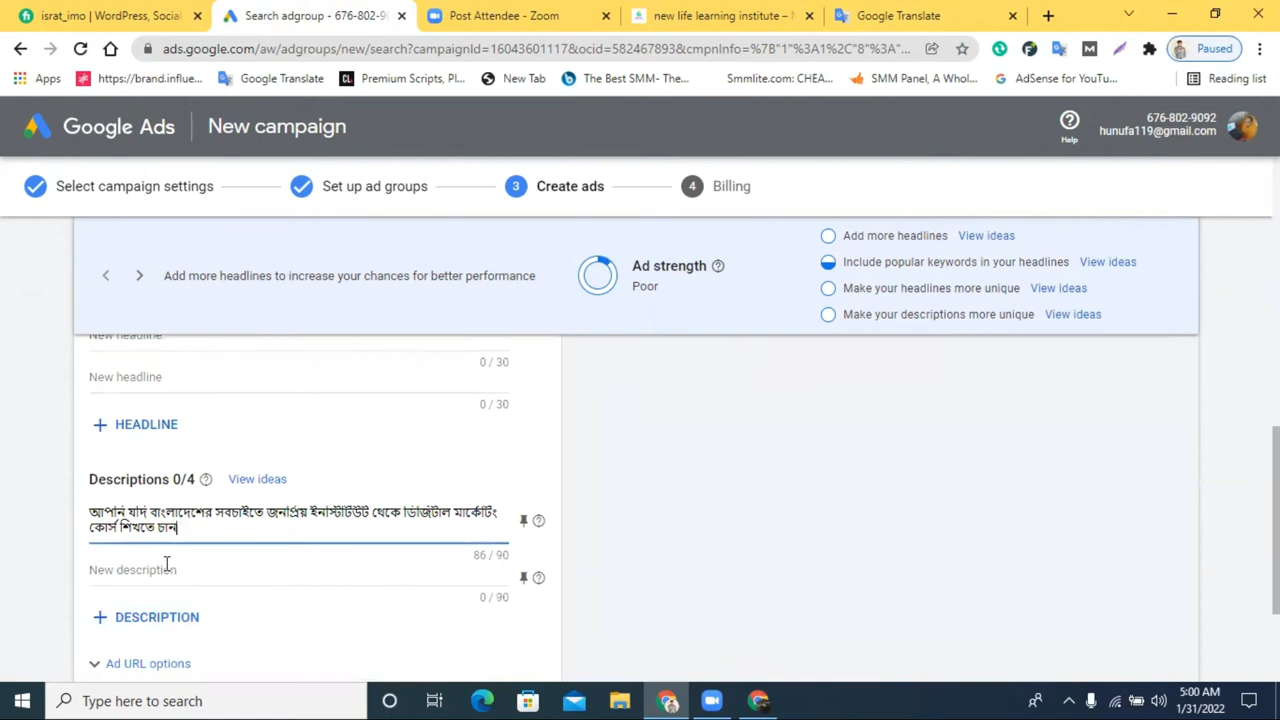 israt_imo | WordPress, Social
Search adgroup - 676-802-9
Post Attendee - Zoom
new life learning institute –
Google Translate
ads.google.com/aw/adgroups/new/search?campaignId=16043601117&ocid=582467893&cmpnInfo=%7B"1"%3A1%2C"8"%3A"...
Paused
Apps
https://brand.influe...
Google Translate
Premium Scripts, Pl...
New Tab
The Best SMM- The...
Smmlite.com: CHEA...
SMM Panel, A Whol...
AdSense for YouTu...
Reading list
Google Ads
New campaign
Help
676-802-9092
hunufa119@gmail.com
Select campaign settings
Set up ad groups
3
Create ads
4
Billing
Add more headlines to increase your chances for better performance
Ad strength
Poor
Add more headlines View ideas
Include popular keywords in your headlines View ideas
Make your headlines more unique View ideas
Make your descriptions more unique View ideas
New headline
0 / 30
New headline
0 / 30
+ HEADLINE
Descriptions 0/4
View ideas
আপনি যদি বাংলাদেশের সবচাইতে জনপ্রিয় ইনস্টিটিউট থেকে ডিজিটাল মার্কেটিং
কোর্স শিখতে চান
86 / 90
New description
0 / 90
+ DESCRIPTION
Ad URL options
Type here to search
5:00 AM
1/31/2022